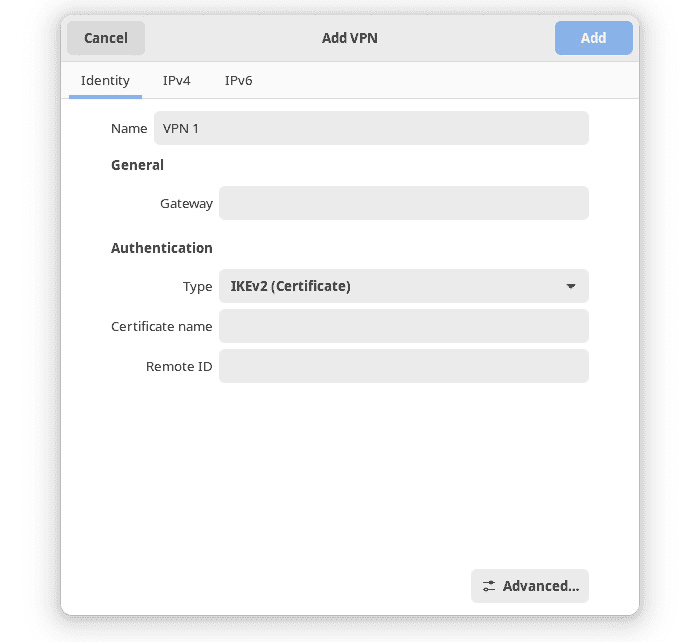 Cancel Add VPN Add
Identity IPv4 IPv6
Name VPN 1
General
Gateway
Authentication
Type IKEv2 (Certificate)
Certificate name
Remote ID
Advanced...